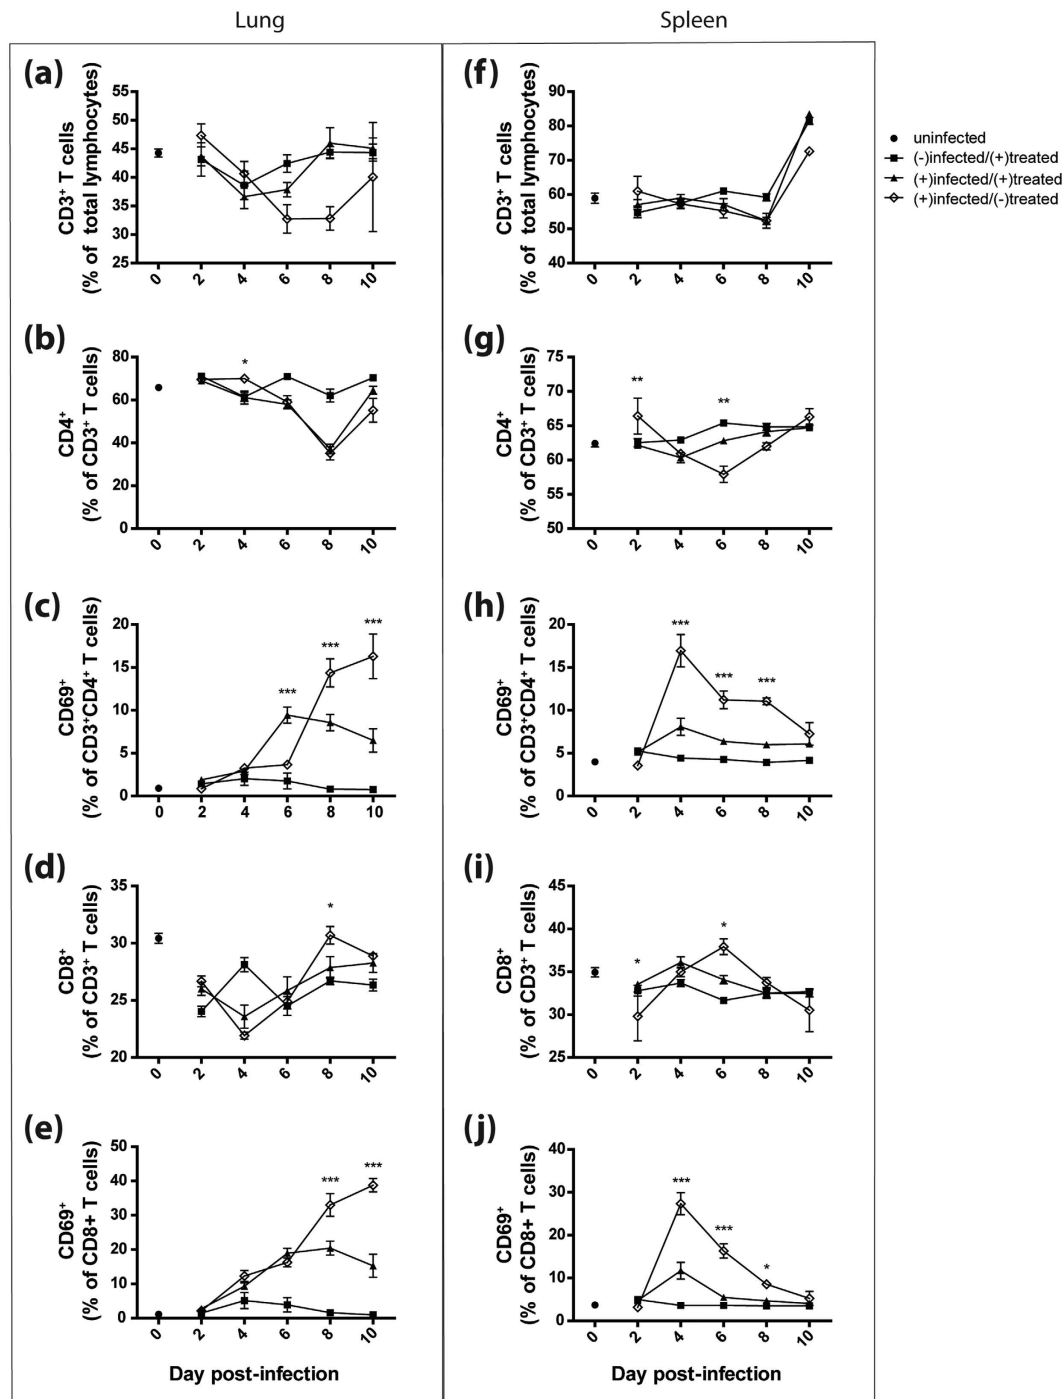 Lung
Spleen
(a)
CD3+ T cells
(% of total lymphocytes)
55
50
45
40
35
30
25
0 2 4 6 8 10
(f)
CD3+ T cells
(% of total lymphocytes)
90
80
70
60
50
40
0 2 4 6 8 10
uninfected
(-)infected/(+)treated
(+)infected/(+)treated
(+)infected/(-)treated
(b)
CD4+
(% of CD3+ T cells)
80
60
40
20
0
*
0 2 4 6 8 10
(g)
CD4+
(% of CD3+ T cells)
75
70
65
60
55
50
**
**
0 2 4 6 8 10
(c)
CD69+
(% of CD3+CD4+ T cells)
20
15
10
5
0
***
***
***
0 2 4 6 8 10
(h)
CD69+
(% of CD3+CD4+ T cells)
20
15
10
5
0
***
***
***
0 2 4 6 8 10
(d)
CD8+
(% of CD3+ T cells)
35
30
25
20
*
0 2 4 6 8 10
(i)
CD8+
(% of CD3+ T cells)
45
40
35
30
25
*
*
0 2 4 6 8 10
(e)
CD69+
(% of CD8+ T cells)
50
40
30
20
10
0
***
***
0 2 4 6 8 10
Day post-infection
(j)
CD69+
(% of CD8+ T cells)
40
30
20
10
0
***
***
*
0 2 4 6 8 10
Day post-infection